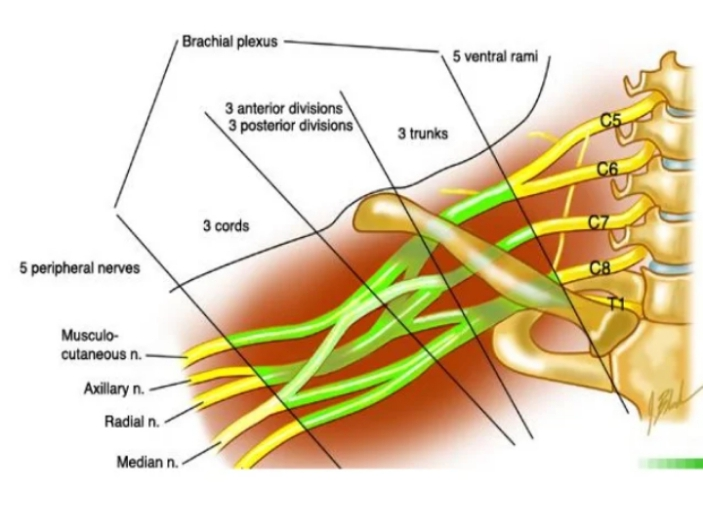 Brachial plexus
5 ventral rami
3 anterior divisions
3 posterior divisions
3 trunks
C5
C6
C7
C8
T1
3 cords
5 peripheral nerves
Musculo-
cutaneous n.
Axillary n.
Radial n.
Median n.